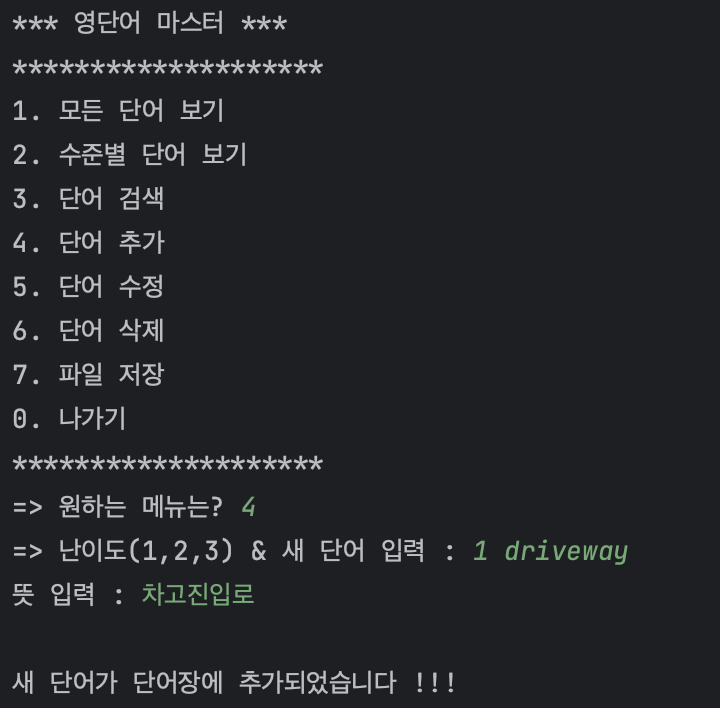 *** 영단어 마스터 ***
********************
1. 모든 단어 보기
2. 수준별 단어 보기
3. 단어 검색
4. 단어 추가
5. 단어 수정
6. 단어 삭제
7. 파일 저장
0. 나가기
********************
=> 원하는 메뉴는? 4
=> 난이도(1,2,3) & 새 단어 입력 : 1 driveway
뜻 입력 : 차고진입로
새 단어가 단어장에 추가되었습니다 !!!